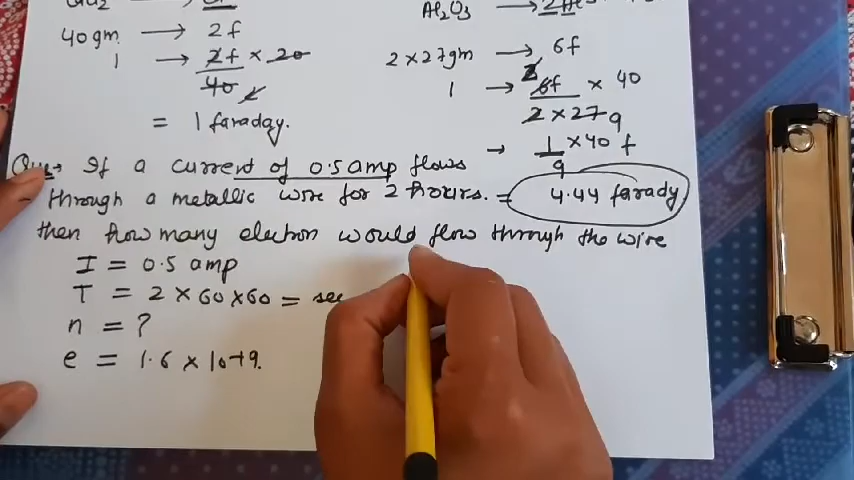 40 gm → 2f
1 → 2f × 20
40
= 1 faraday.
Al2O3 →
2×27gm → 6f
1 → 6f × 40
2 × 27 9
→ 1 × 40 f
9
= 4.44 farady
Que→ If a current of 0.5 amp flows
through a metallic wire for 2 hours.
then how many electron would flow through the wire
I = 0.5 amp
T = 2×60×60 = sec
n = ?
e = 1.6 × 10-19.